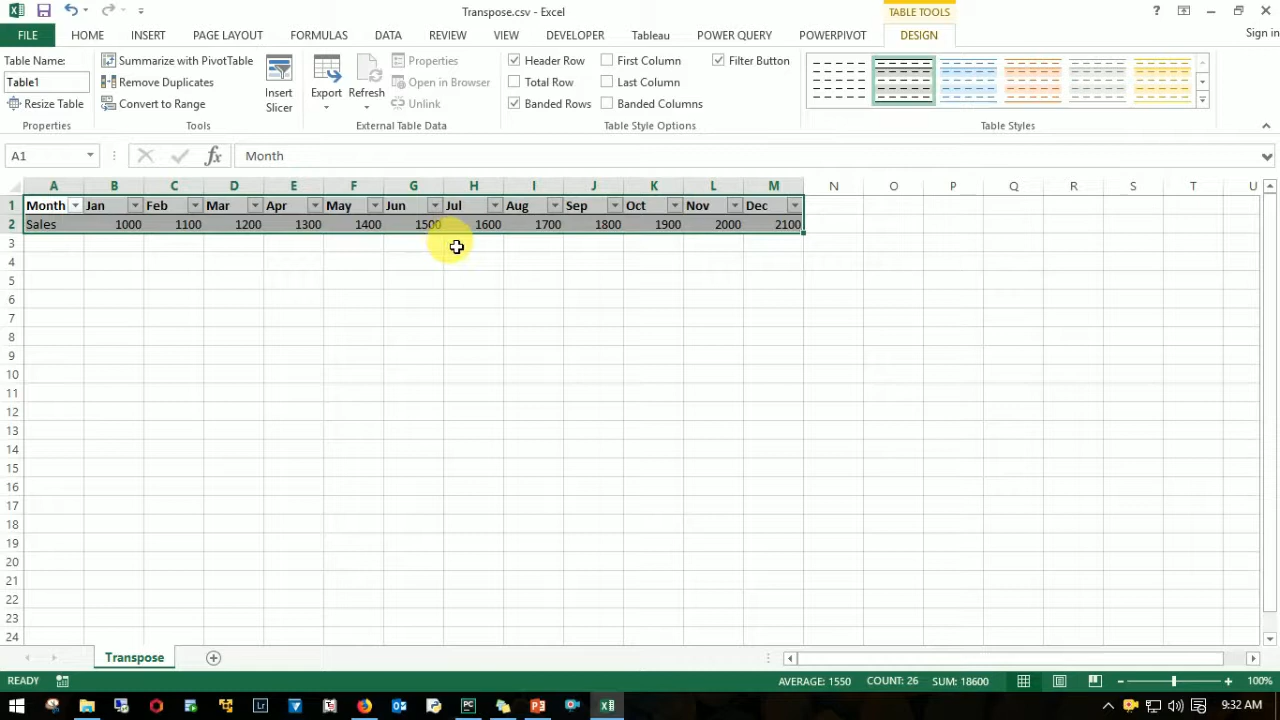 Transpose.csv - Excel
TABLE TOOLS
? 
Sign in
FILE HOME INSERT PAGE LAYOUT FORMULAS DATA REVIEW VIEW DEVELOPER Tableau POWER QUERY POWERPIVOT DESIGN
Table Name:
Table1
Resize Table
Properties
Summarize with PivotTable
Remove Duplicates
Convert to Range
Tools
Insert
Slicer
Export
Refresh
Properties
Open in Browser
Unlink
External Table Data
Header Row
Total Row
Banded Rows
First Column
Last Column
Banded Columns
Filter Button
Table Style Options
Table Styles
A1
fx
Month
A B C D E F G H I J K L M N O P Q R S T U
1 Month Jan Feb Mar Apr May Jun Jul Aug Sep Oct Nov Dec
2 Sales 1000 1100 1200 1300 1400 1500 1600 1700 1800 1900 2000 2100
3
4
5
6
7
8
9
10
11
12
13
14
15
16
17
18
19
20
21
22
23
24
Transpose
READY
AVERAGE: 1550 COUNT: 26 SUM: 18600
100%
9:32 AM